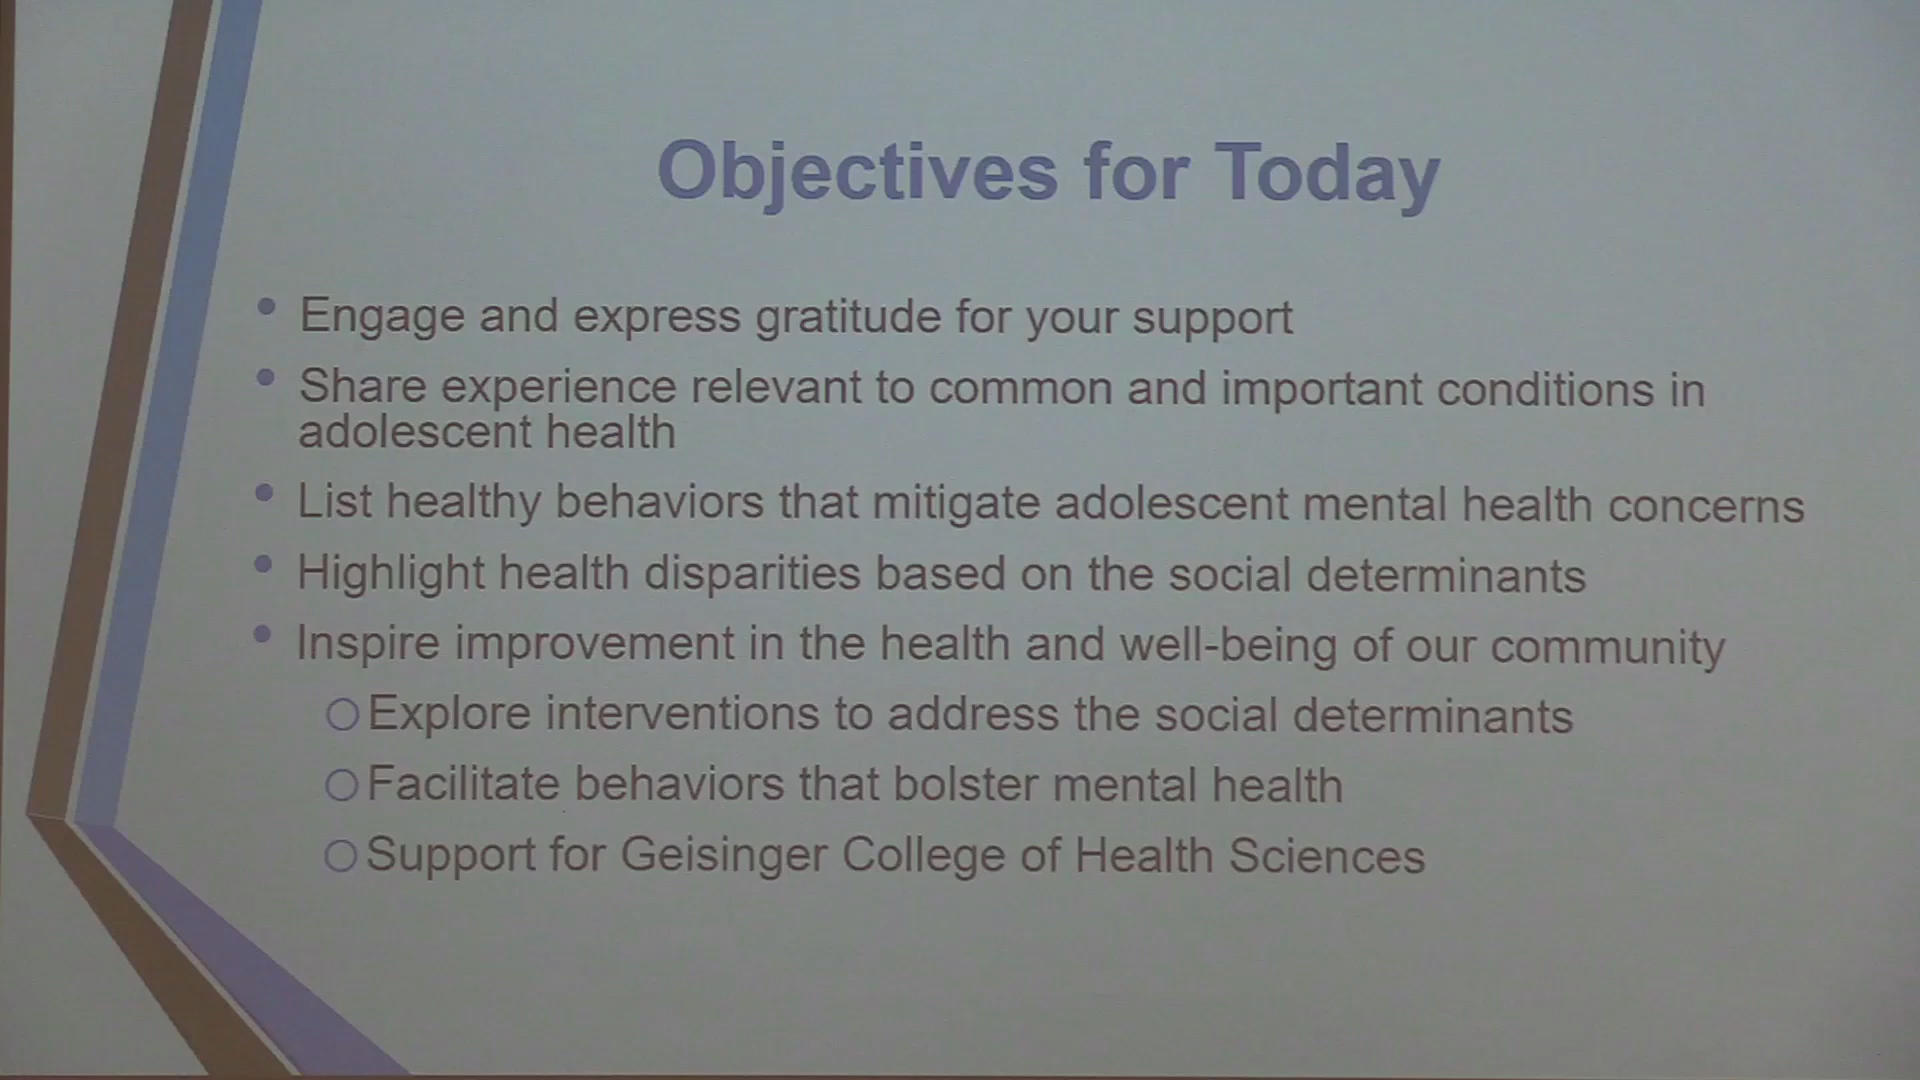 Objectives for Today
• Engage and express gratitude for your support
• Share experience relevant to common and important conditions in
adolescent health
• List healthy behaviors that mitigate adolescent mental health concerns
• Highlight health disparities based on the social determinants
• Inspire improvement in the health and well-being of our community
○ Explore interventions to address the social determinants
○ Facilitate behaviors that bolster mental health
○ Support for Geisinger College of Health Sciences